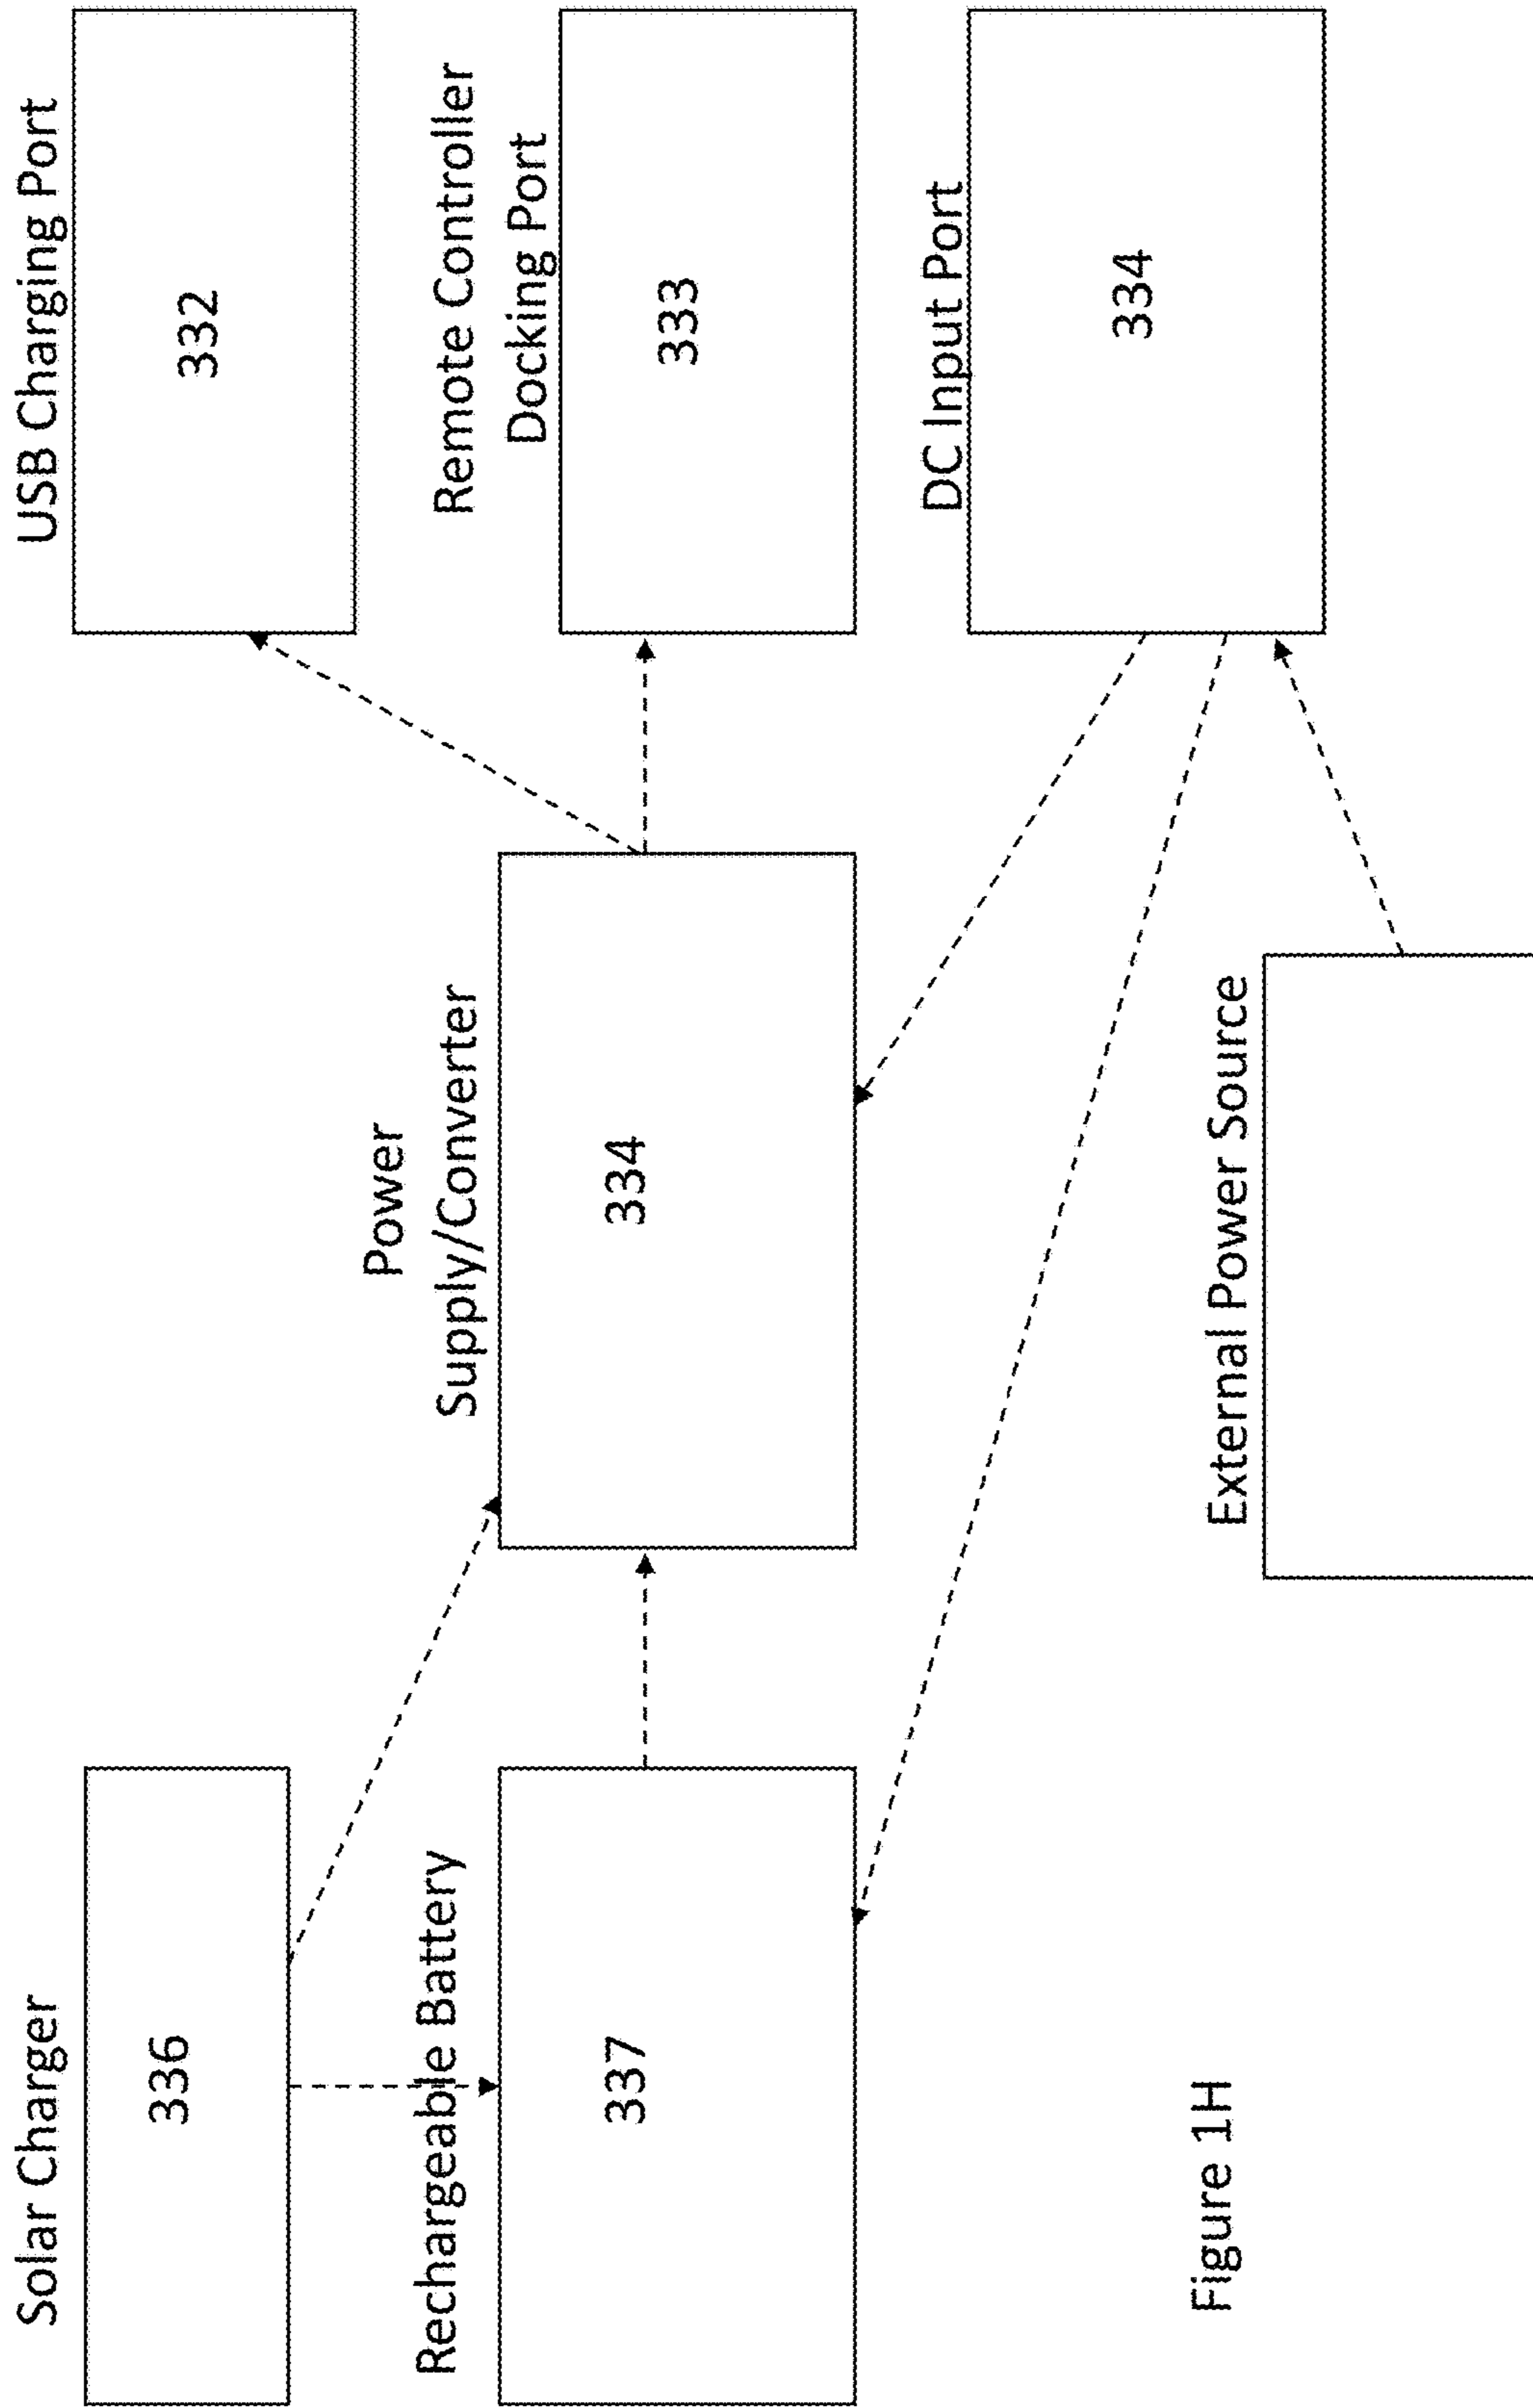 Solar Charger
336
Rechargeable Battery
337
Power
Supply/Converter
334
USB Charging Port
332
Remote Controller
Docking Port
333
DC Input Port
334
External Power Source
Figure 1H